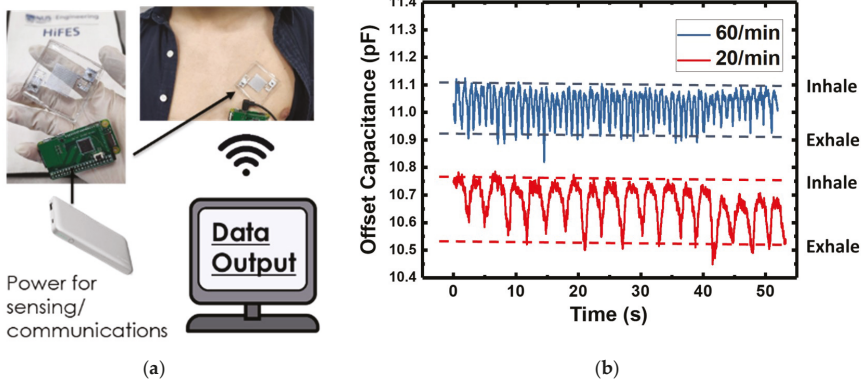 Engineering
HiFES
Data
Output
Power for
sensing/
communications
(a)
Offset Capacitance (pF)
11.4
11.3
11.2
11.1
11.0
10.9
10.8
10.7
10.6
10.5
10.4
60/min
20/min
Inhale
Exhale
Inhale
Exhale
0
10
20
30
40
50
Time (s)
(b)